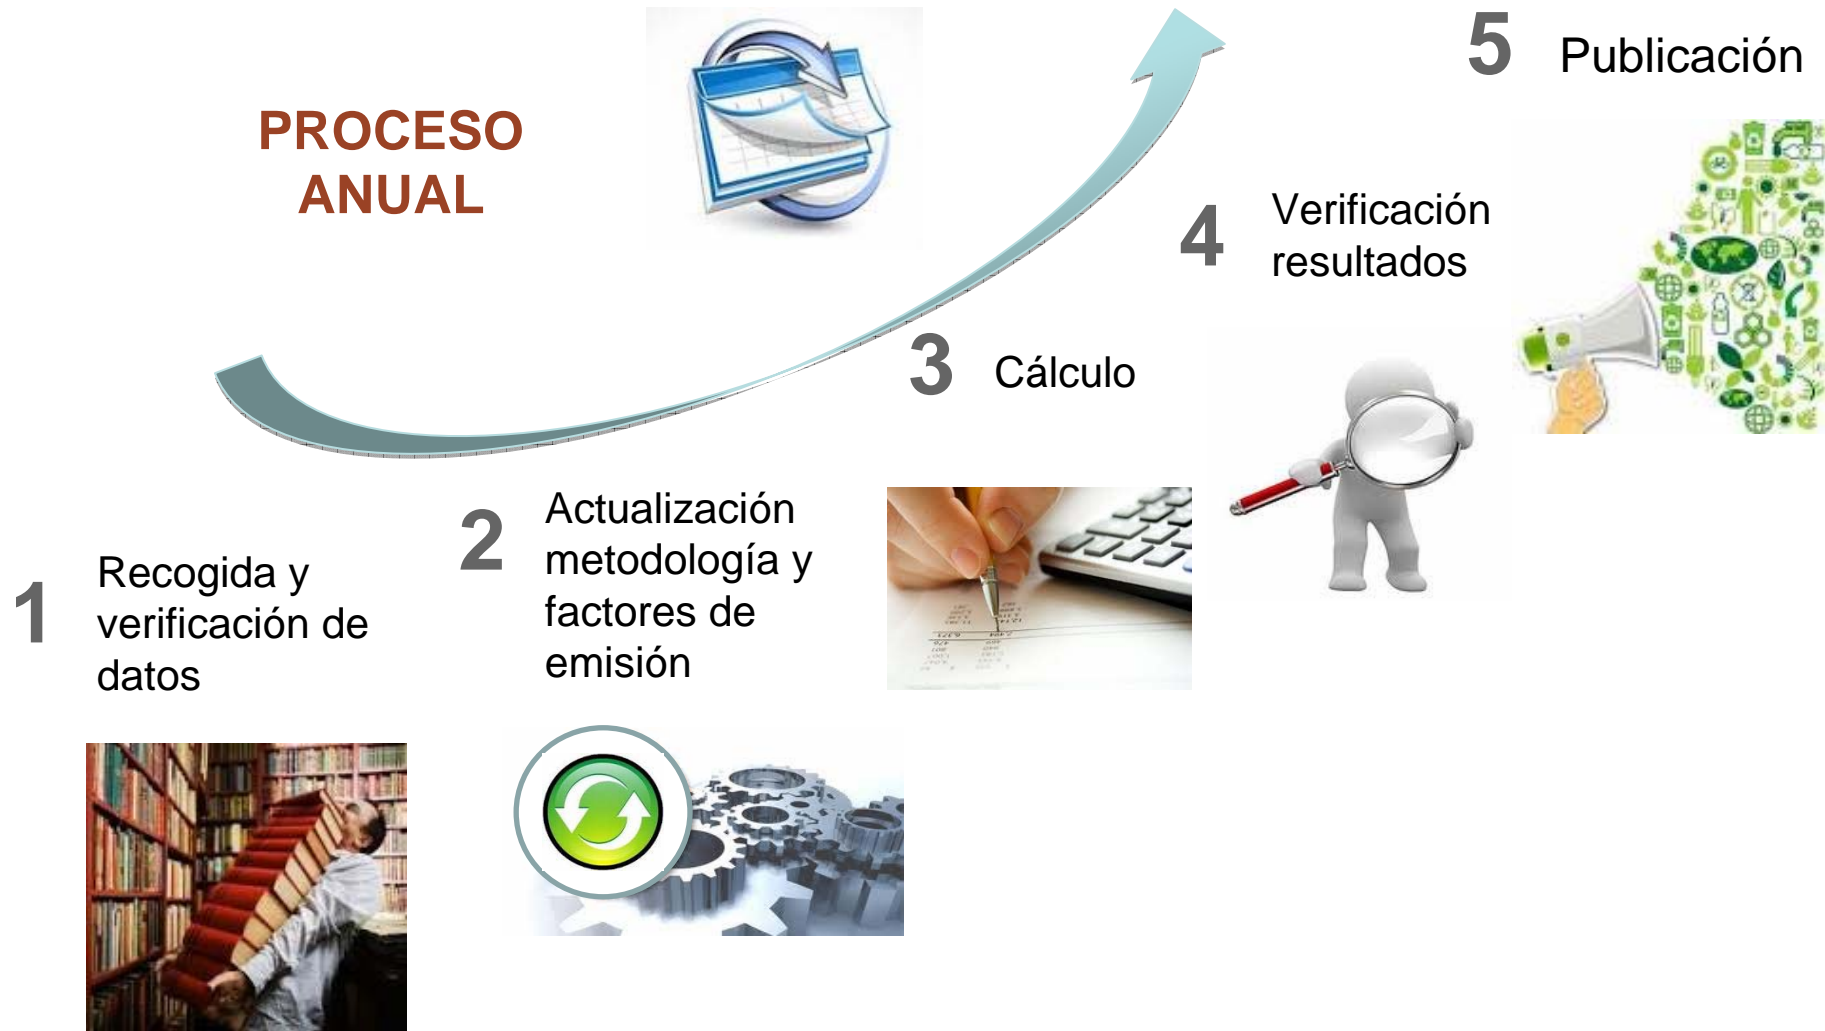 PROCESO
ANUAL
1
Recogida y
verificación de
datos
2
Actualización
metodología y
factores de
emisión
3
Cálculo
4
Verificación
resultados
5
Publicación